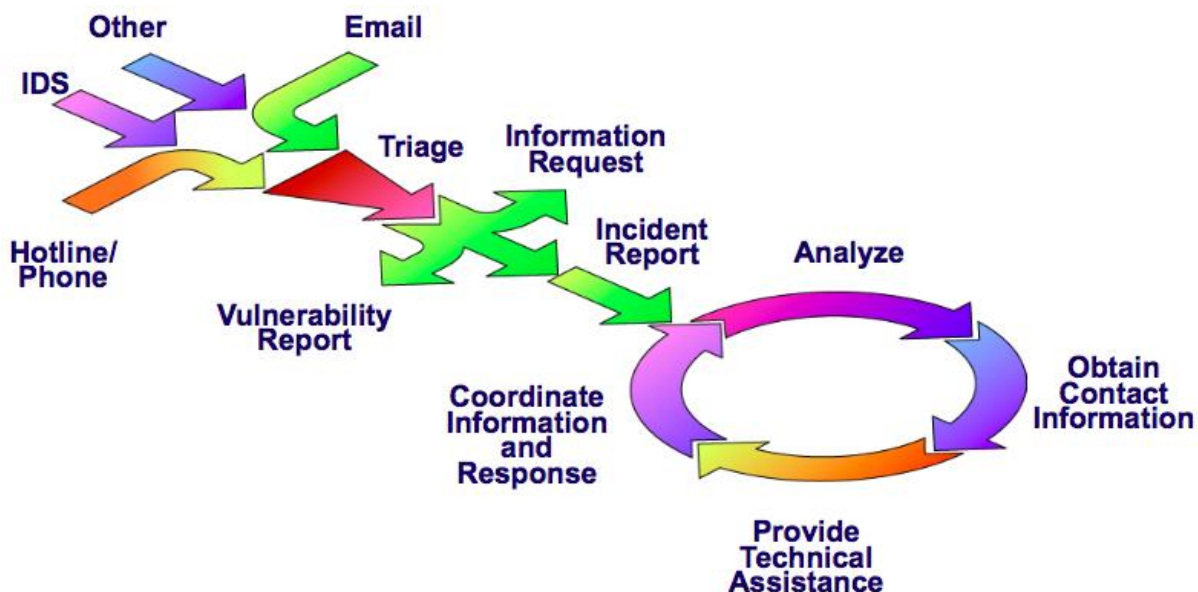 Other
Email
IDS
Triage
Information
Request
Hotline/
Phone
Incident
Report
Analyze
Vulnerability
Report
Coordinate
Information
and
Response
Obtain
Contact
Information
Provide
Technical
Assistance